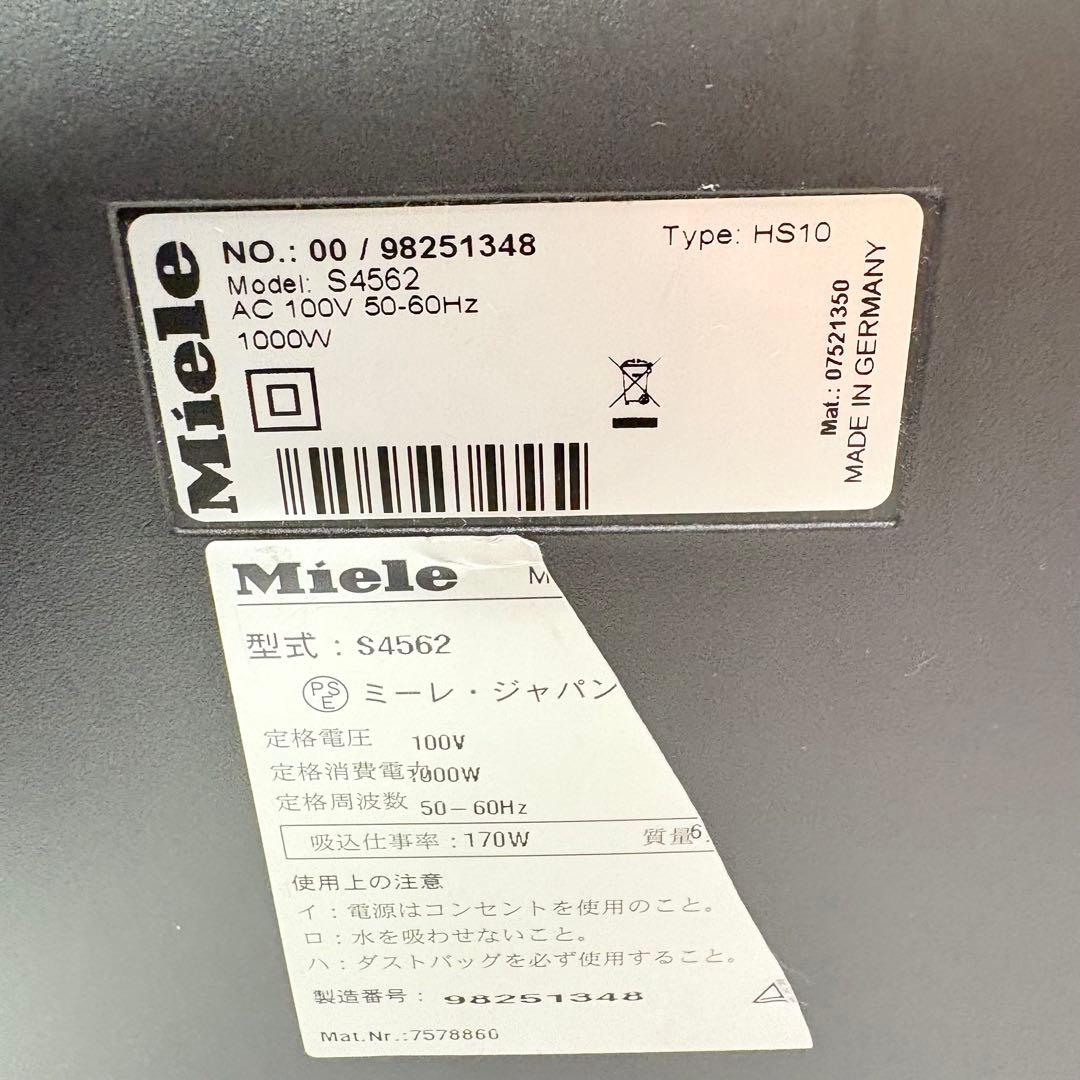 Miele
NO.: 00 / 98251348
Type: HS10
Model: S4562
AC 100V 50-60Hz
1000W
Mat.: 07521350
MADE IN GERMANY
Miele M
型式 : S4562
PSE ミーレ・ジャパン
定格電圧 100V
定格消費電力 1000W
定格周波数 50－60Hz
吸込仕事率 : 170W 質量 6.
使用上の注意
イ : 電源はコンセントを使用のこと。
ロ : 水を吸わせないこと。
ハ : ダストバッグを必ず使用すること。
製造番号 : 98251348
Mat.Nr.:7578860